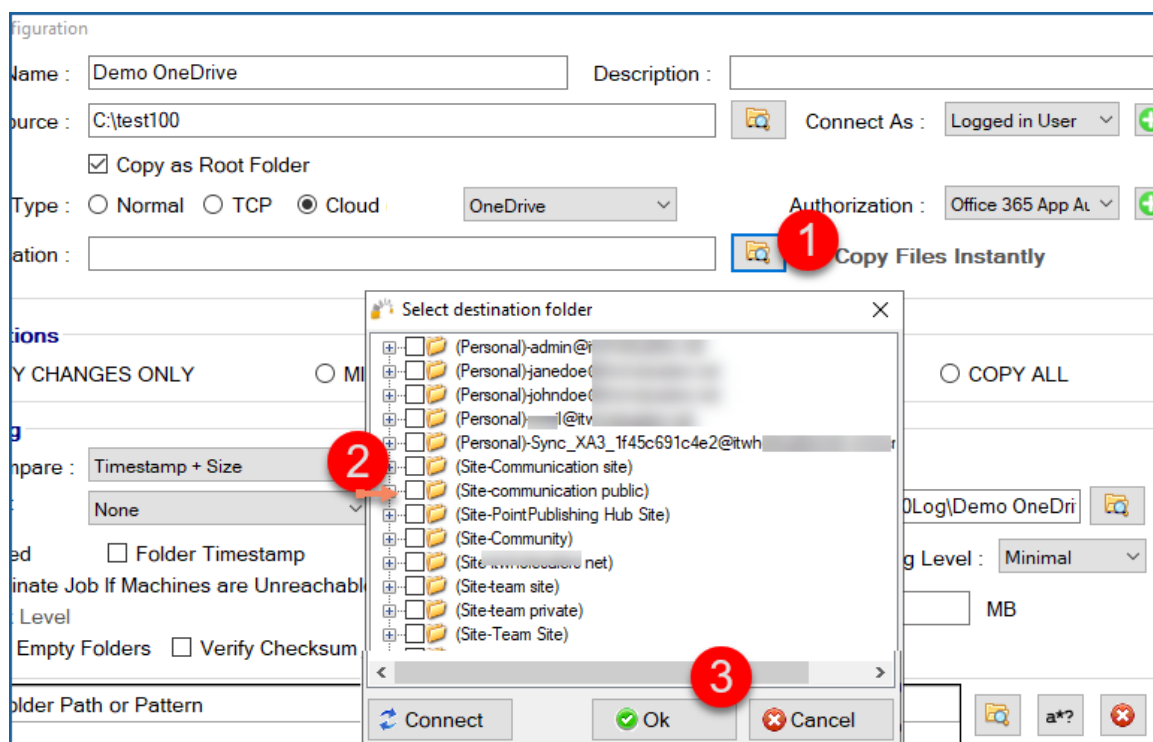 figuration
Name : Demo OneDrive Description :
ource : C:\test100 Connect As : Logged in User
Copy as Root Folder
Type : Normal TCP Cloud OneDrive Authorization : Office 365 App Au
ation : 1 Copy Files Instantly
Select destination folder
tions
Y CHANGES ONLY MI COPY ALL
(Personal)-admin@
(Personal)-janedoe
(Personal)-johndoe
(Personal)- l@itw
(Personal)-Sync_XA3_1f45c691c4e2@itwh
g
mpare : Timestamp + Size 2
(Site-Communication site)
(Site-communication public)
None 0Log\Demo OneDri
(Site-PointPublishing Hub Site)
(Site-Community)
ed Folder Timestamp g Level : Minimal
(Site- net)
inate Job If Machines are Unreachabl
(Site-team site)
Level (Site-team private) MB
(Site-Team Site)
Empty Folders Verify Checksum
3
older Path or Pattern a*?
Connect Ok Cancel